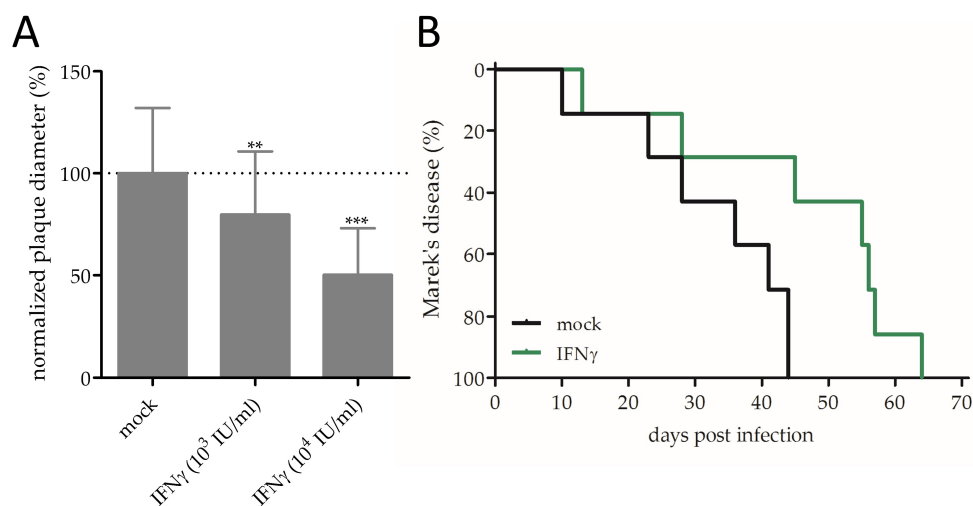 A
normalized plaque diameter (%)
150
100
50
0
**
***
mock
IFNγ (10³ IU/ml)
IFNγ (10⁴ IU/ml)
B
Marek's disease (%)
0
20
40
60
80
100
mock
IFNγ
0 10 20 30 40 50 60 70
days post infection